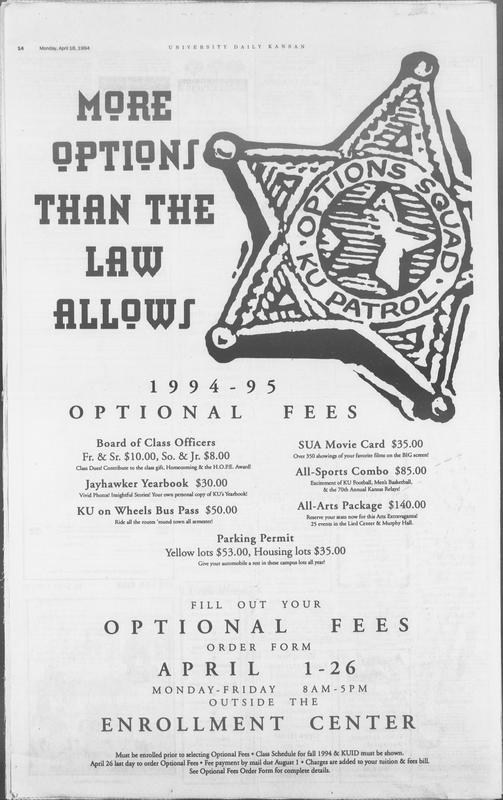 14 Monday, April 18, 1994 UNIVERSITY DAILY KANSAN
MORE
OPTIONS
THAN THE
LAW
ALLOWS
OPTIONS SQUAD
KU PATROL
1994-95
OPTIONAL FEES
Board of Class Officers
Fr. & Sr. $10.00, So. & Jr. $8.00
Class Dues! Contribute to the class gift, Homecoming & the H.O.P.E. Award!
Jayhawker Yearbook $30.00
Vivid Photos! Insightful Stories! Your own personal copy of KU's Yearbook!
KU on Wheels Bus Pass $50.00
Ride all the routes 'round town all semester!
SUA Movie Card $35.00
Over 350 showings of your favorite films on the BIG screen!
All-Sports Combo $85.00
Excitement of KU Football, Men's Basketball,
& the 70th Annual Kansas Relays!
All-Arts Package $140.00
Reserve your seats now for this Arts Extravaganza!
25 events in the Lied Center & Murphy Hall.
Parking Permit
Yellow lots $53.00, Housing lots $35.00
Give your automobile a rest in these campus lots all year!
FILL OUT YOUR
OPTIONAL FEES
ORDER FORM
APRIL 1-26
MONDAY-FRIDAY 8AM-5PM
OUTSIDE THE
ENROLLMENT CENTER
Must be enrolled prior to selecting Optional Fees • Class Schedule for fall 1994 & KUID must be shown.
April 26 last day to order Optional Fees • Fee payment by mail due August 1 • Charges are added to your tuition & fees bill.
See Optional Fees Order Form for complete details.